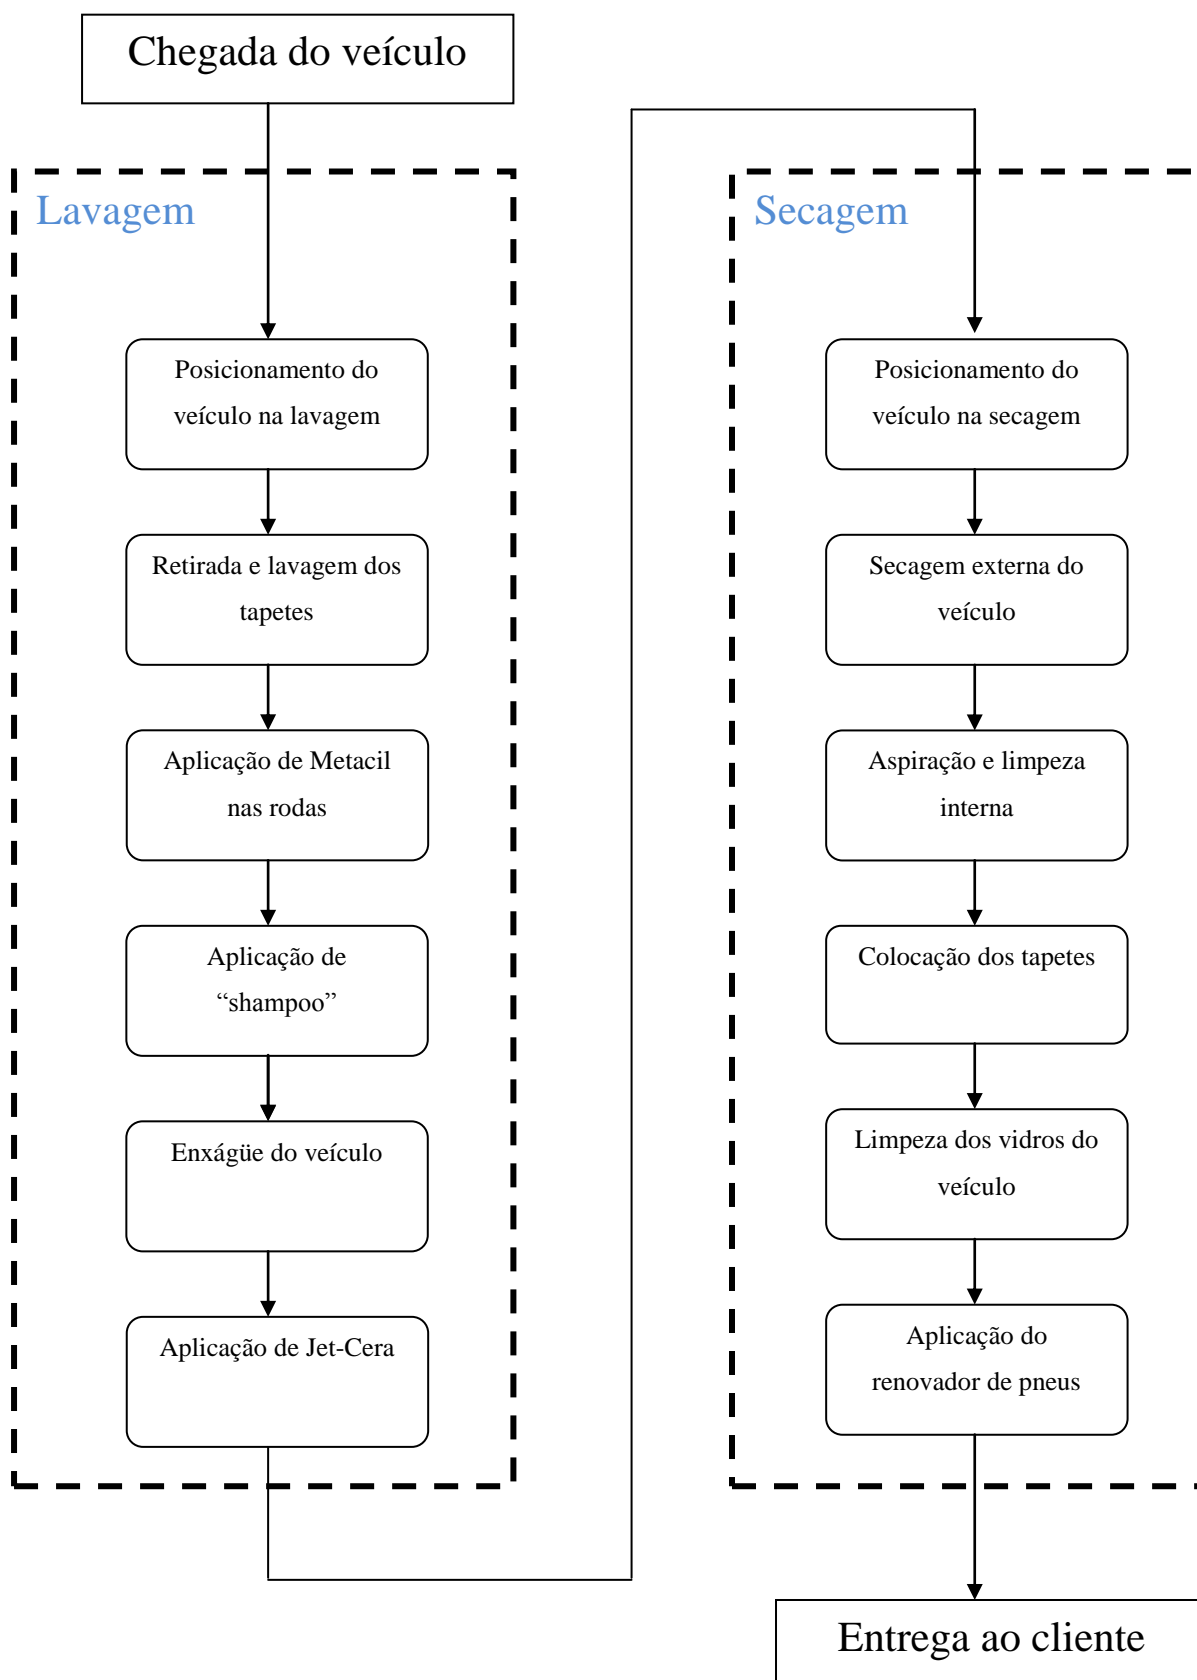 Chegada do veículo
Lavagem
Posicionamento do
veículo na lavagem
Retirada e lavagem dos
tapetes
Aplicação de Metacil
nas rodas
Aplicação de
“shampoo”
Enxágüe do veículo
Aplicação de Jet-Cera
Secagem
Posicionamento do
veículo na secagem
Secagem externa do
veículo
Aspiração e limpeza
interna
Colocação dos tapetes
Limpeza dos vidros do
veículo
Aplicação do
renovador de pneus
Entrega ao cliente